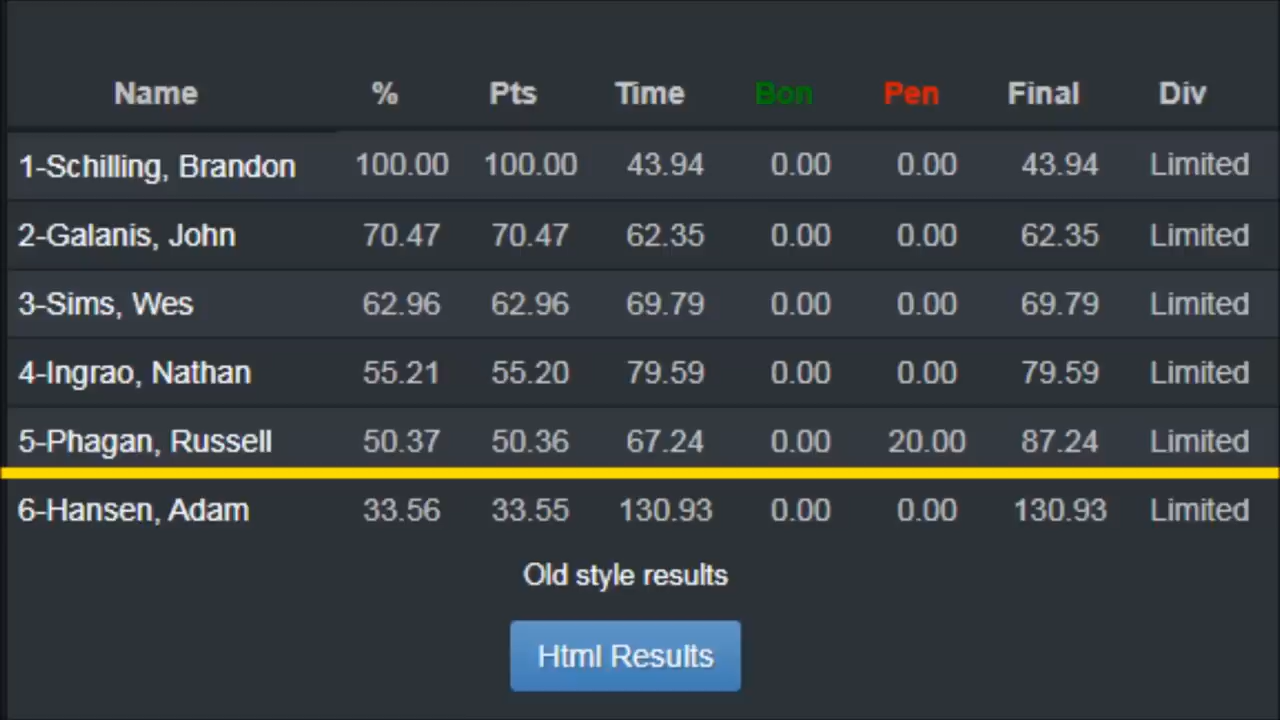 Name % Pts Time Bon Pen Final Div
1-Schilling, Brandon 100.00 100.00 43.94 0.00 0.00 43.94 Limited
2-Galanis, John 70.47 70.47 62.35 0.00 0.00 62.35 Limited
3-Sims, Wes 62.96 62.96 69.79 0.00 0.00 69.79 Limited
4-Ingrao, Nathan 55.21 55.20 79.59 0.00 0.00 79.59 Limited
5-Phagan, Russell 50.37 50.36 67.24 0.00 20.00 87.24 Limited
6-Hansen, Adam 33.56 33.55 130.93 0.00 0.00 130.93 Limited
Old style results
Html Results